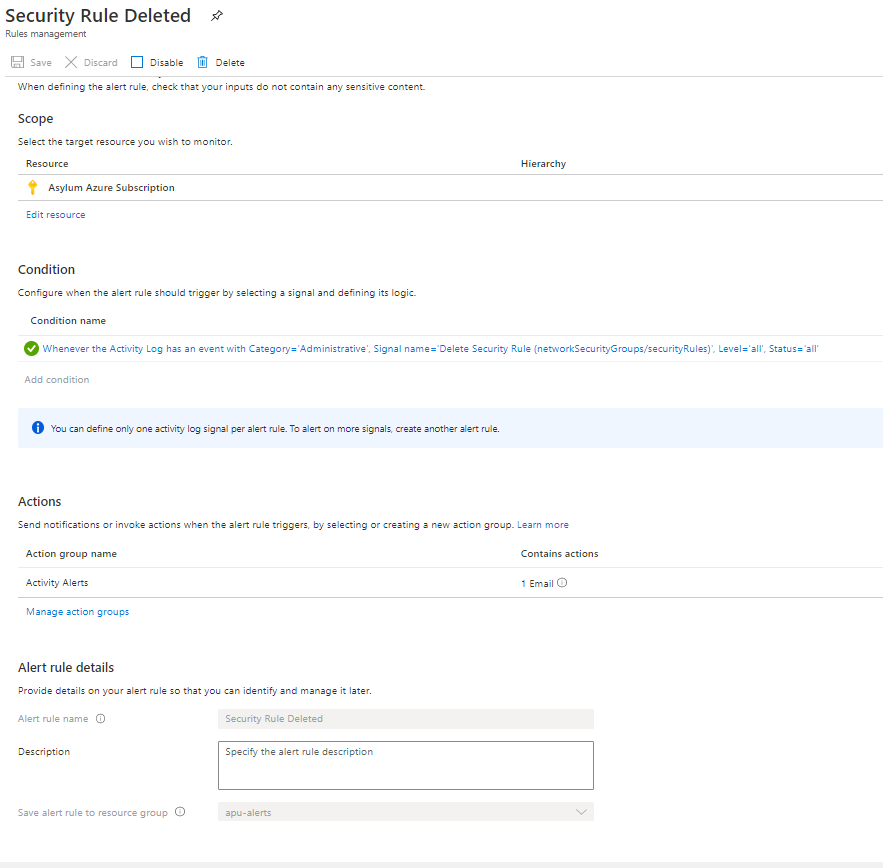 Security Rule Deleted
Rules management
Save Discard Disable Delete
When defining the alert rule, check that your inputs do not contain any sensitive content.
Scope
Select the target resource you wish to monitor.
Resource Hierarchy
Asylum Azure Subscription
Edit resource
Condition
Configure when the alert rule should trigger by selecting a signal and defining its logic.
Condition name
Whenever the Activity Log has an event with Category='Administrative', Signal name='Delete Security Rule (networkSecurityGroups/securityRules)', Level='all', Status='all'
Add condition
You can define only one activity log signal per alert rule. To alert on more signals, create another alert rule.
Actions
Send notifications or invoke actions when the alert rule triggers, by selecting or creating a new action group. Learn more
Action group name Contains actions
Activity Alerts 1 Email
Manage action groups
Alert rule details
Provide details on your alert rule so that you can identify and manage it later.
Alert rule name Security Rule Deleted
Description Specify the alert rule description
Save alert rule to resource group apu-alerts